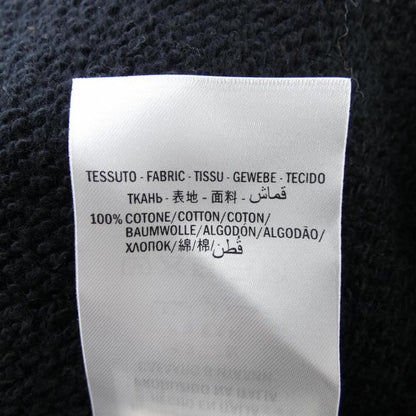 TESSUTO - FABRIC - TISSU - GEWEBE - TECIDO
ТКАНЬ - 表地 - 面料 - قماش
100% COTONE/COTTON/COTON/
BAUMWOLLE/ALGODÓN/ALGODÃO/
ХЛОПОК/綿/棉/قطن